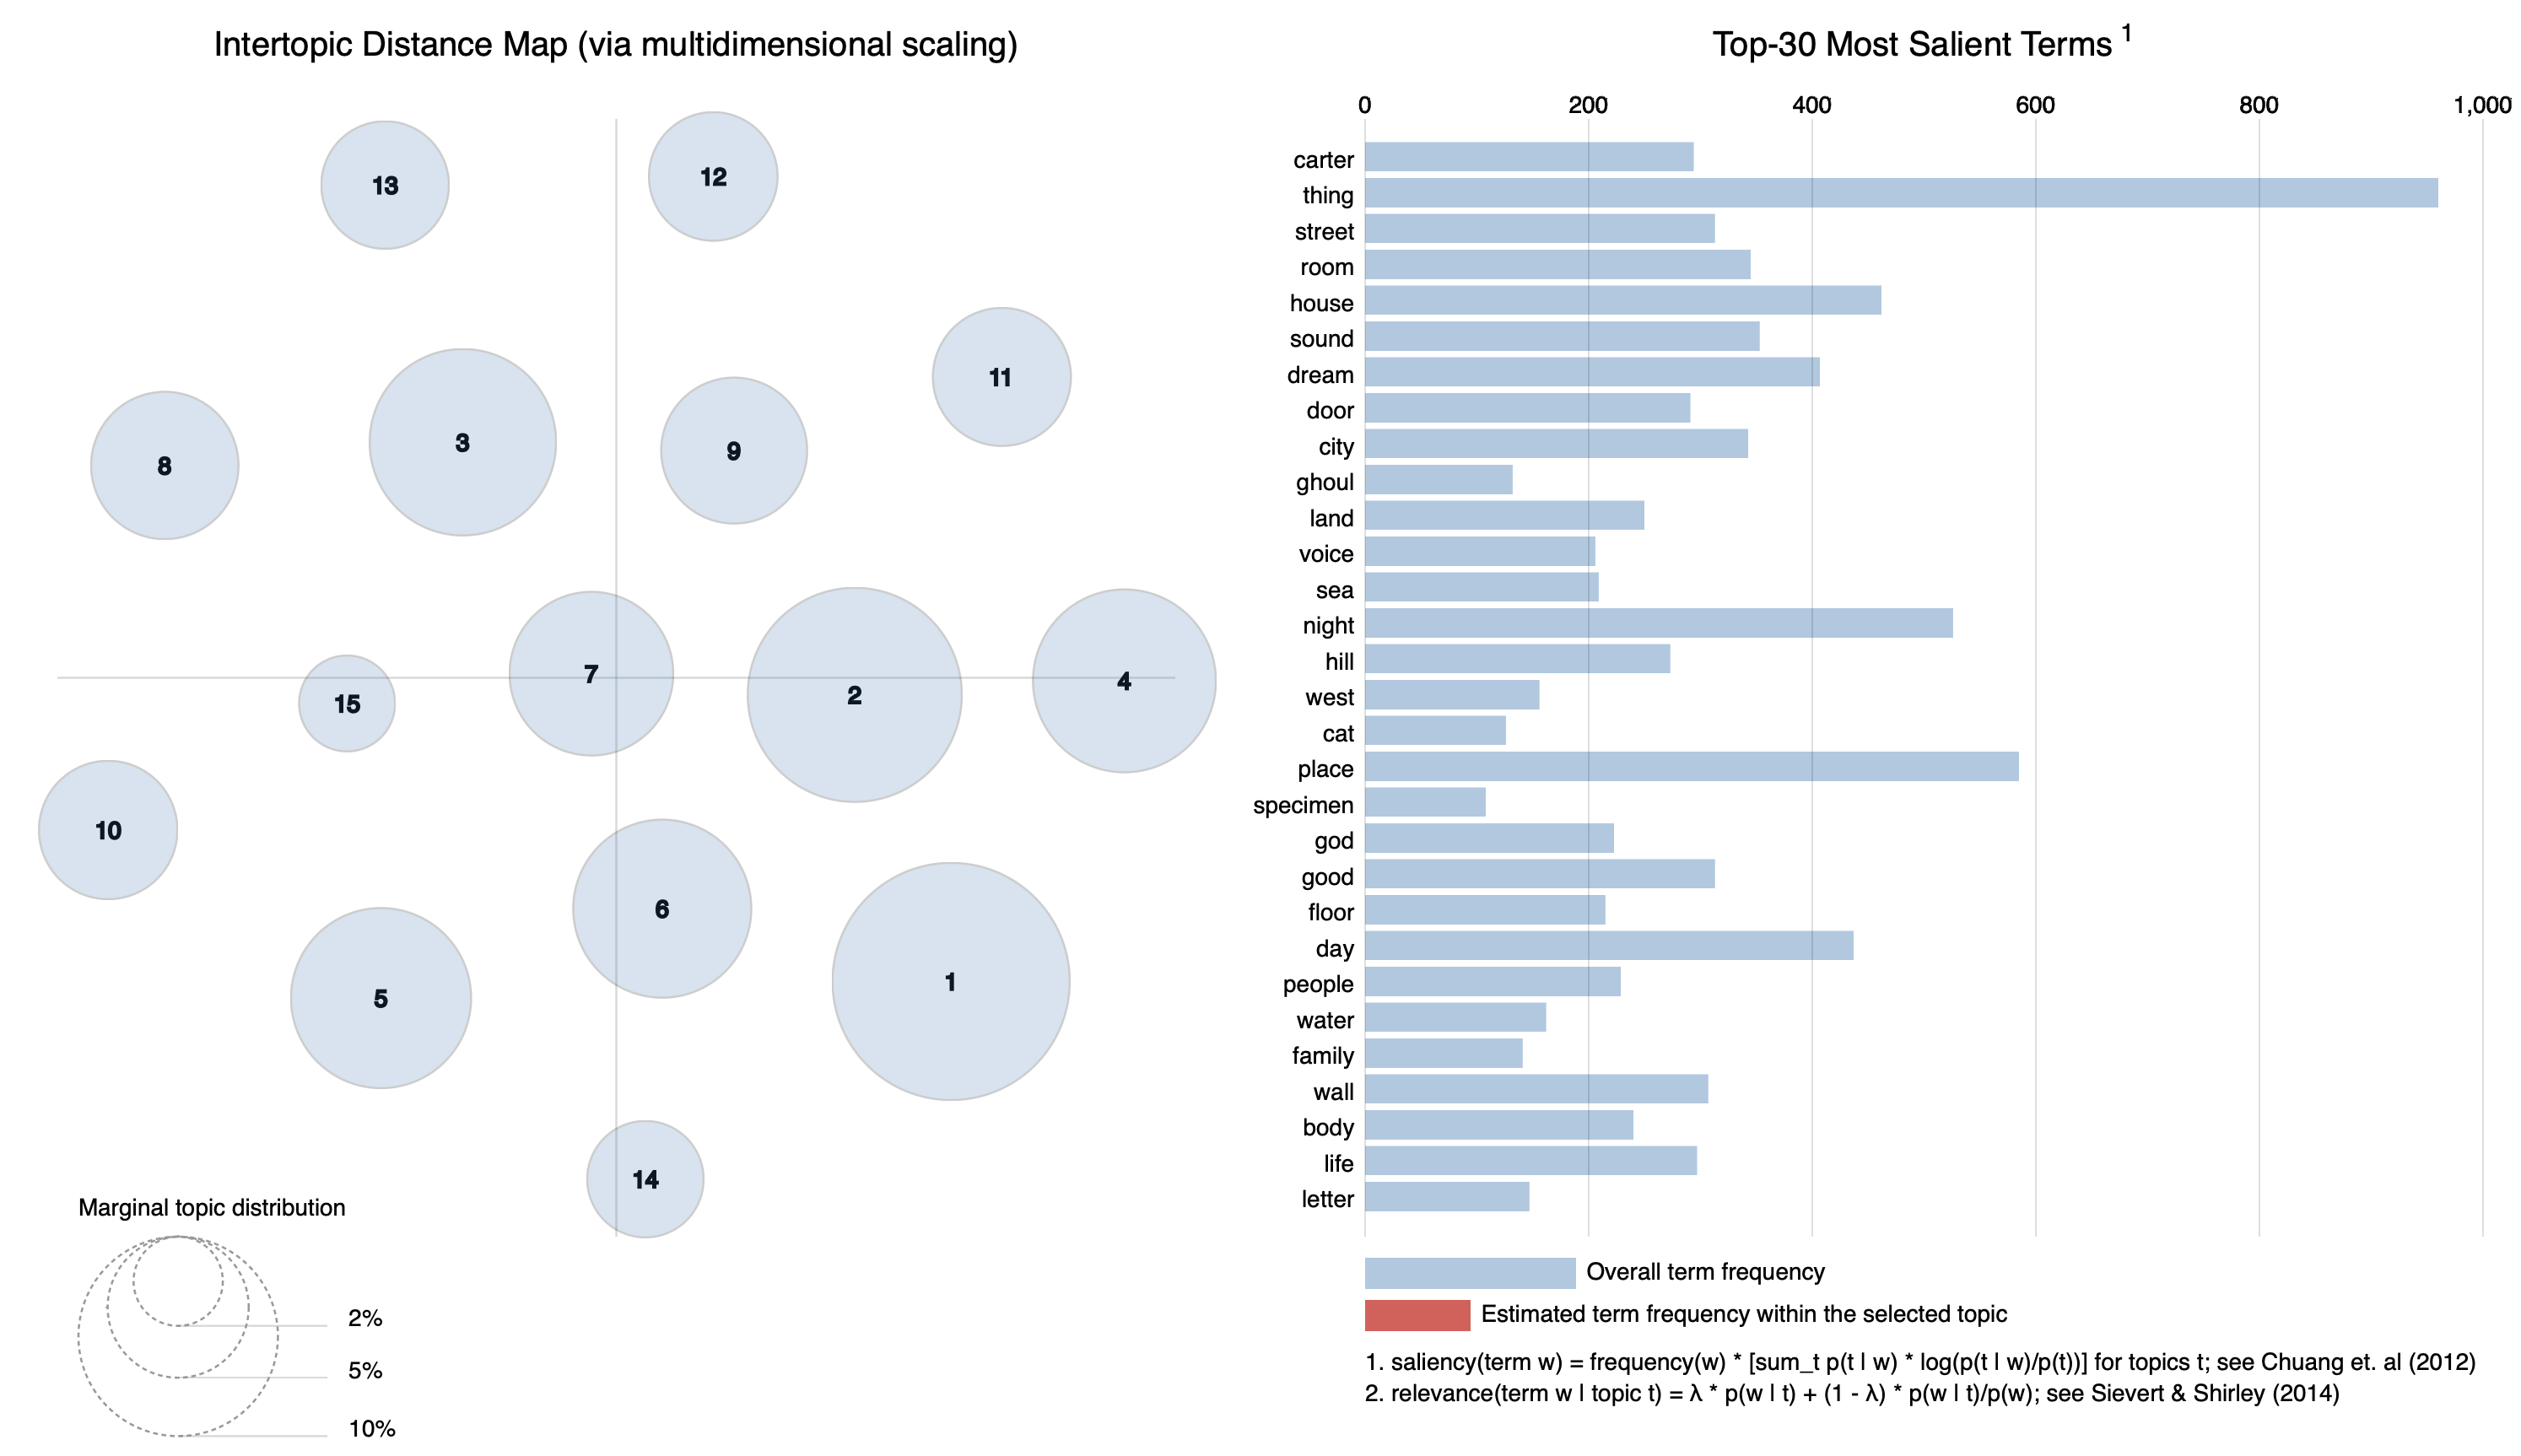 Intertopic Distance Map (via multidimensional scaling)
13
12
11
3
9
8
7
4
2
15
10
6
1
5
14
Marginal topic distribution
2%
5%
10%
Top-30 Most Salient Terms 1
0 200 400 600 800 1,000
carter
thing
street
room
house
sound
dream
door
city
ghoul
land
voice
sea
night
hill
west
cat
place
specimen
god
good
floor
day
people
water
family
wall
body
life
letter
Overall term frequency
Estimated term frequency within the selected topic
1. saliency(term w) = frequency(w) * [sum_t p(t | w) * log(p(t | w)/p(t))] for topics t; see Chuang et. al (2012)
2. relevance(term w | topic t) = λ * p(w | t) + (1 - λ) * p(w | t)/p(w); see Sievert & Shirley (2014)